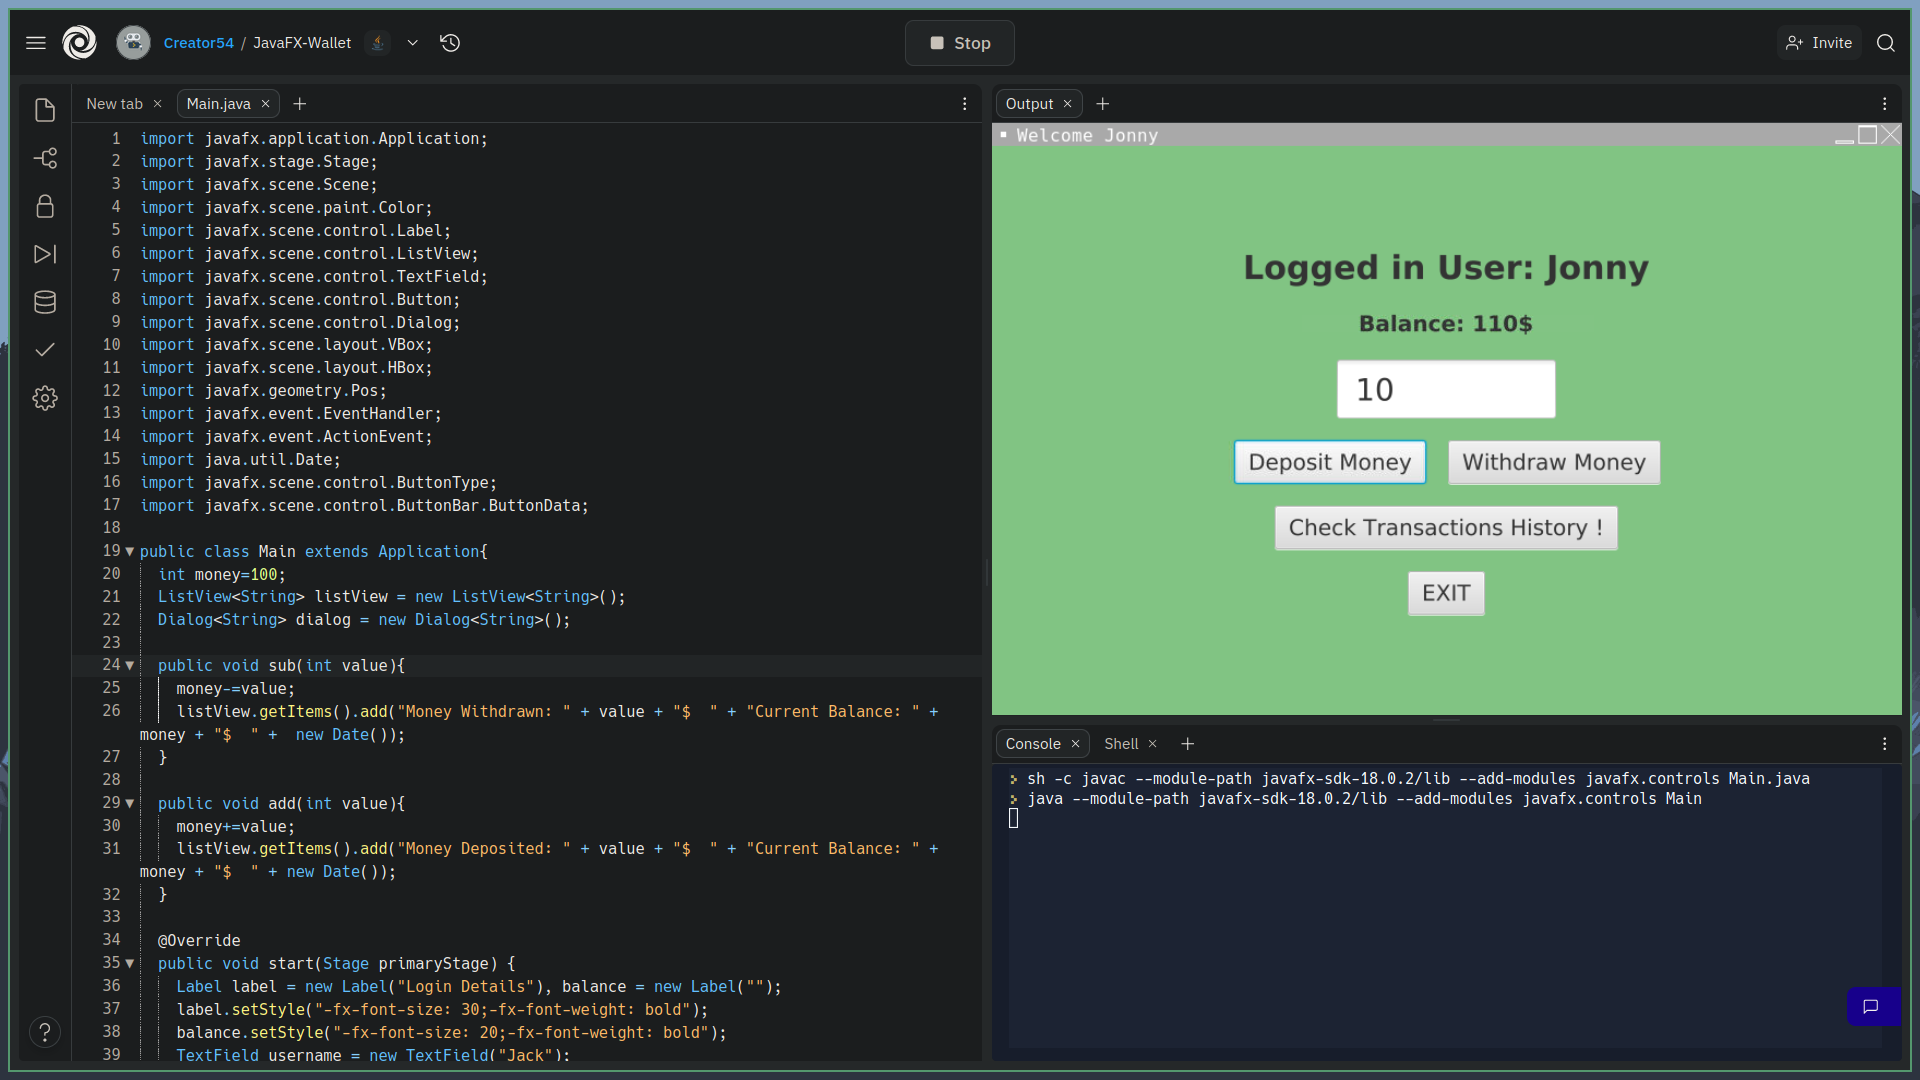 Creator54 / JavaFX-Wallet
Stop
Invite
New tab
Main.java
1 import javafx.application.Application;
2 import javafx.stage.Stage;
3 import javafx.scene.Scene;
4 import javafx.scene.paint.Color;
5 import javafx.scene.control.Label;
6 import javafx.scene.control.ListView;
7 import javafx.scene.control.TextField;
8 import javafx.scene.control.Button;
9 import javafx.scene.control.Dialog;
10 import javafx.scene.layout.VBox;
11 import javafx.scene.layout.HBox;
12 import javafx.geometry.Pos;
13 import javafx.event.EventHandler;
14 import javafx.event.ActionEvent;
15 import java.util.Date;
16 import javafx.scene.control.ButtonType;
17 import javafx.scene.control.ButtonBar.ButtonData;
18
19 public class Main extends Application{
20 int money=100;
21 ListView<String> listView = new ListView<String>();
22 Dialog<String> dialog = new Dialog<String>();
23
24 public void sub(int value){
25 money-=value;
26 listView.getItems().add("Money Withdrawn: " + value + "$  " + "Current Balance: " +
money + "$  " +  new Date());
27 }
28
29 public void add(int value){
30 money+=value;
31 listView.getItems().add("Money Deposited: " + value + "$  " + "Current Balance: " +
money + "$  " + new Date());
32 }
33
34 @Override
35 public void start(Stage primaryStage) {
36 Label label = new Label("Login Details"), balance = new Label("");
37 label.setStyle("-fx-font-size: 30;-fx-font-weight: bold");
38 balance.setStyle("-fx-font-size: 20;-fx-font-weight: bold");
39 TextField username = new TextField("Jack");
Output
Welcome Jonny
Logged in User: Jonny
Balance: 110$
10
Deposit Money
Withdraw Money
Check Transactions History !
EXIT
Console
Shell
sh -c javac --module-path javafx-sdk-18.0.2/lib --add-modules javafx.controls Main.java
java --module-path javafx-sdk-18.0.2/lib --add-modules javafx.controls Main
?